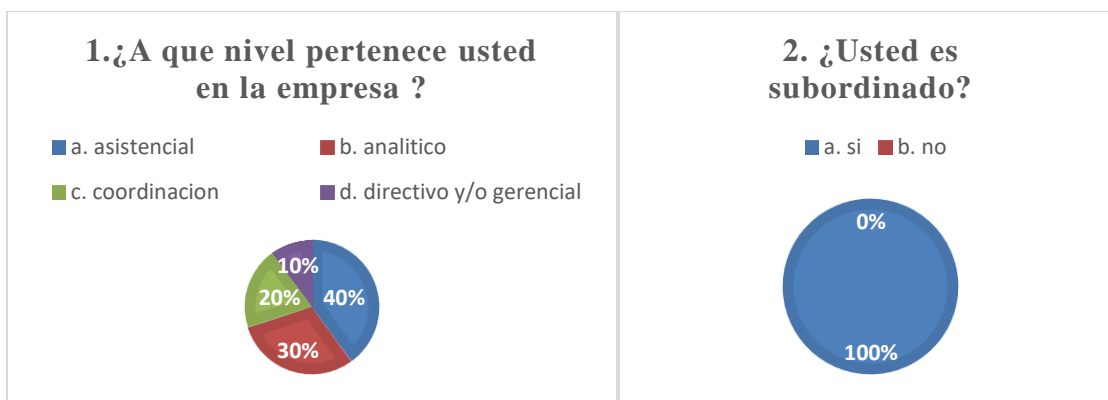 1.¿A que nivel pertenece usted
en la empresa ?
a. asistencial
b. analitico
c. coordinacion
d. directivo y/o gerencial
10%
20%
40%
30%
2. ¿Usted es
subordinado?
a. si
b. no
0%
100%